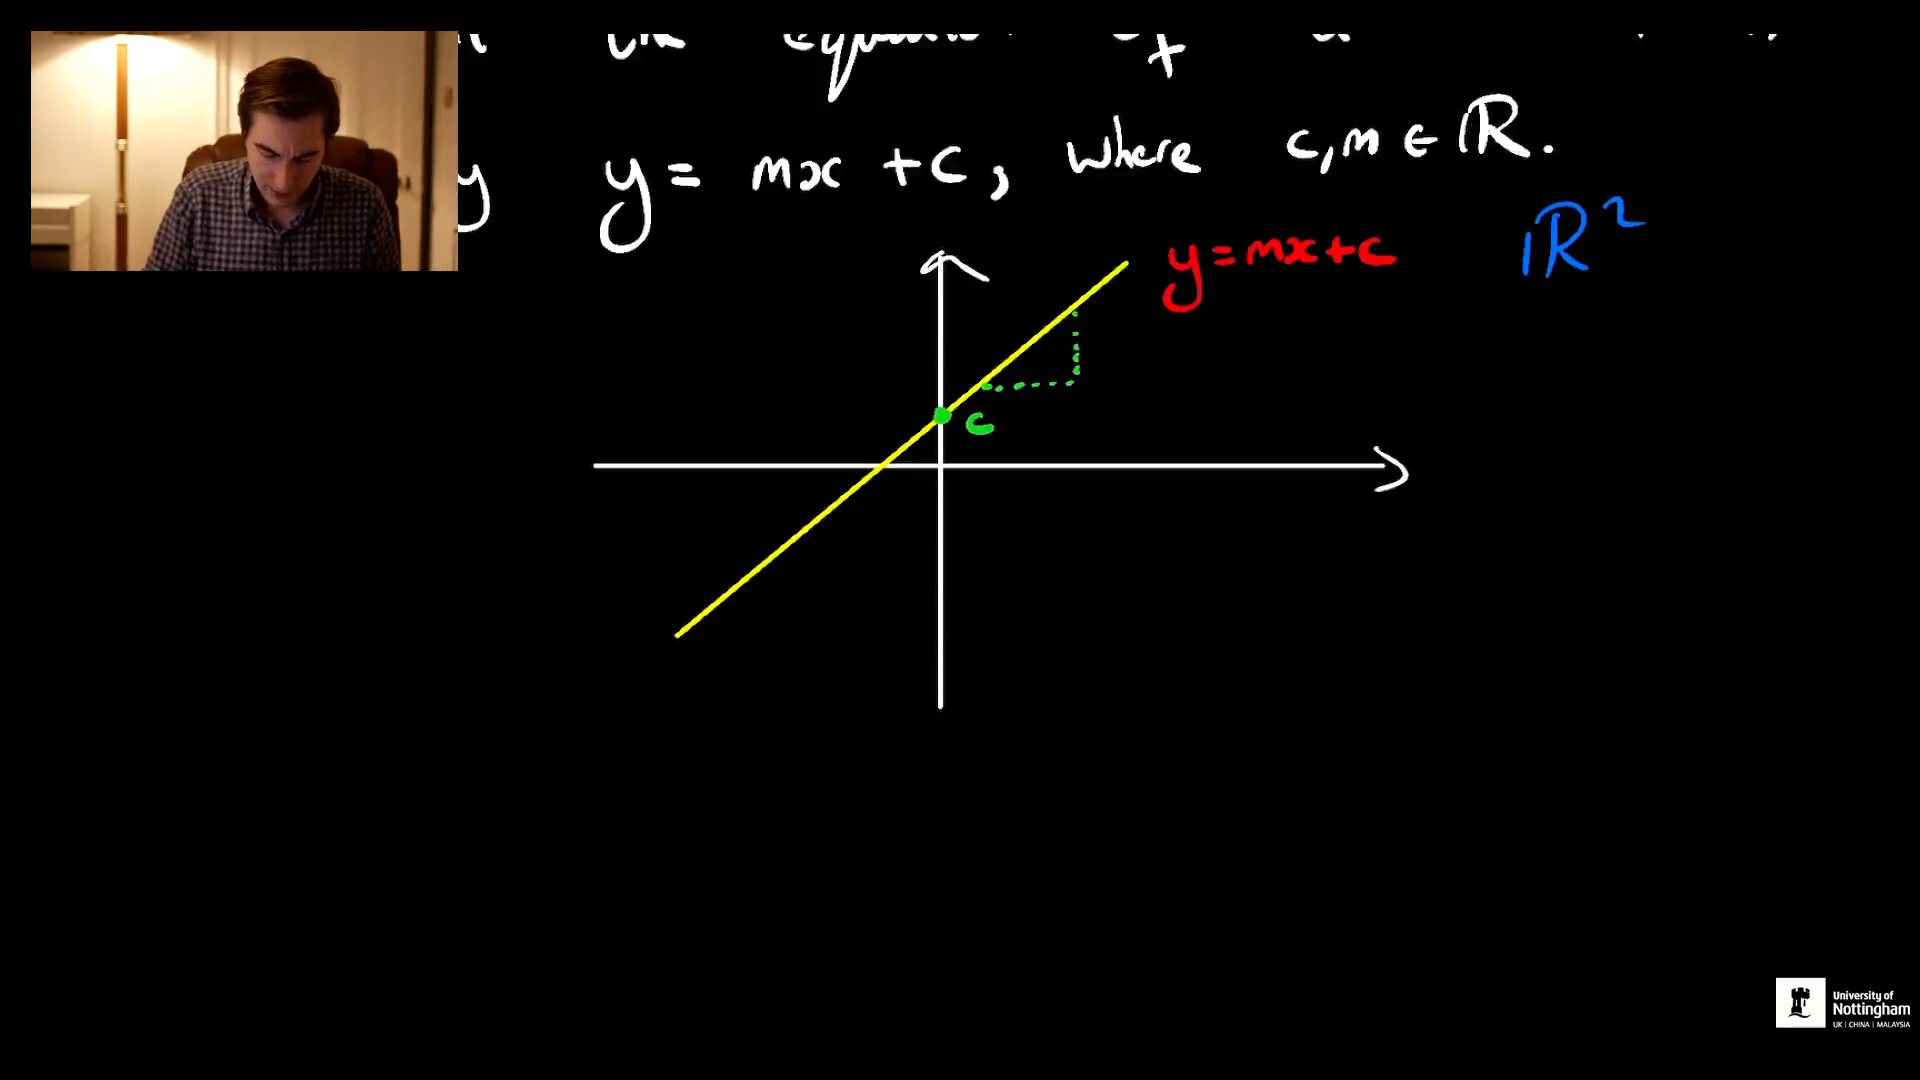 y y = mx + c, where c,m ∈ ℝ.
y=mx+c ℝ²
c
University of
Nottingham
UK | CHINA | MALAYSIA